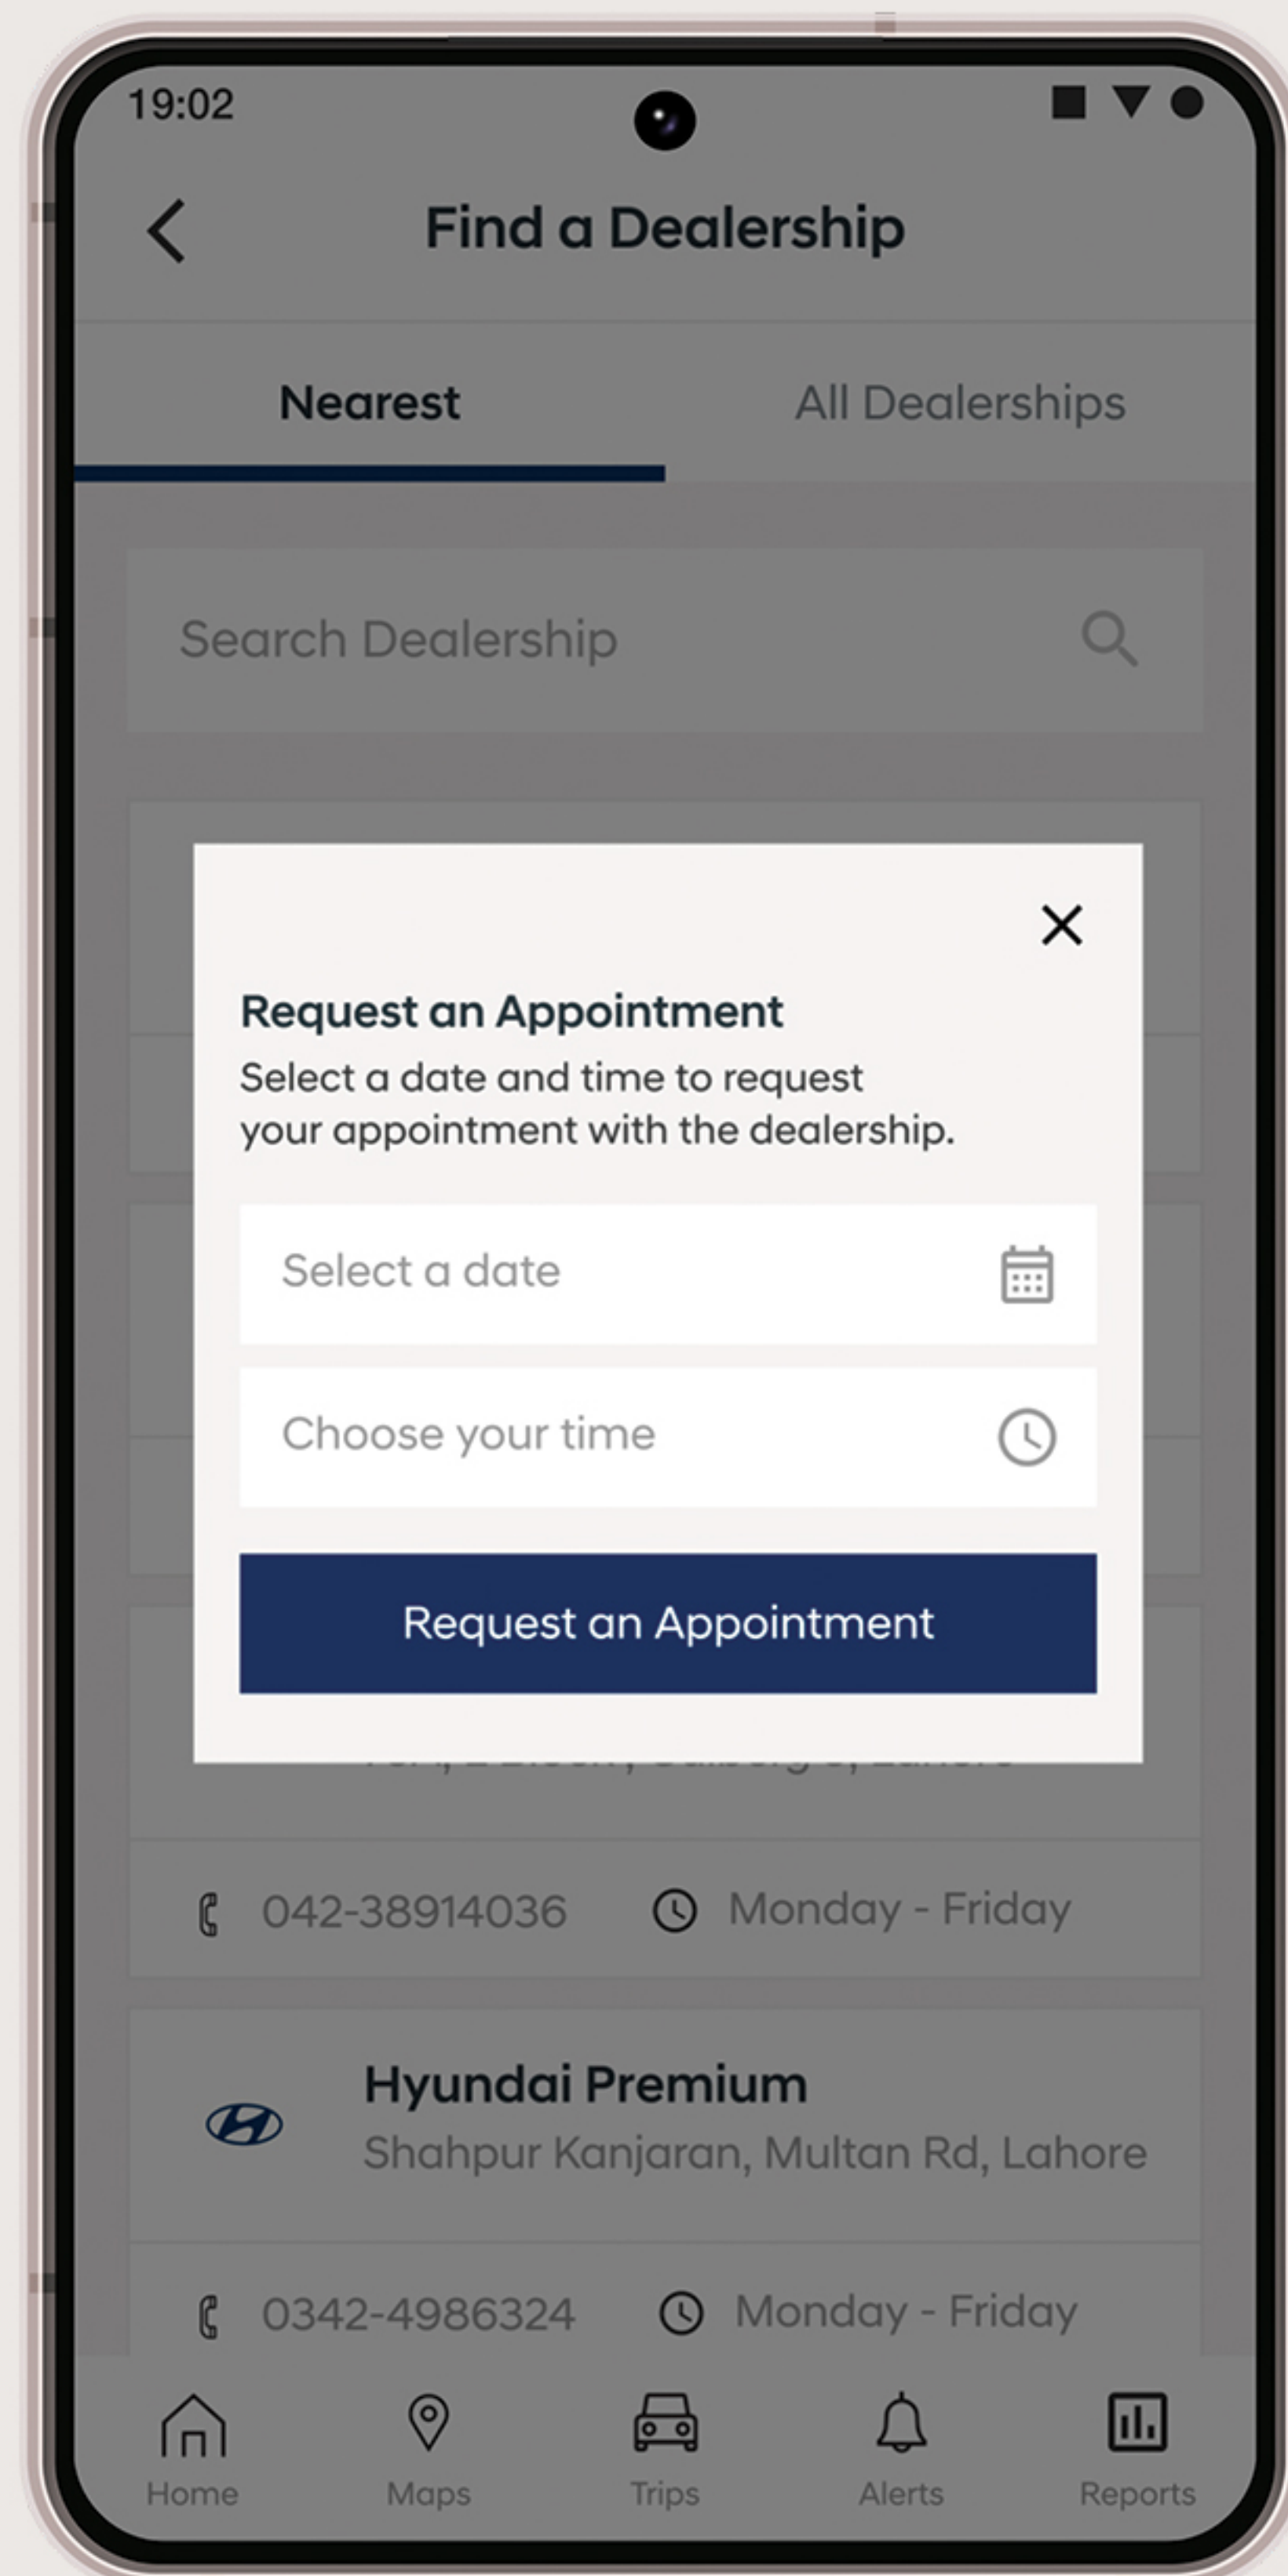 19:02
Find a Dealership
Nearest
All Dealerships
Search Dealership
Request an Appointment
Select a date and time to request
your appointment with the dealership.
Select a date
Choose your time
Request an Appointment
042-38914036
Monday - Friday
Hyundai Premium
Shahpur Kanjaran, Multan Rd, Lahore
0342-4986324
Monday - Friday
Home
Maps
Trips
Alerts
Reports